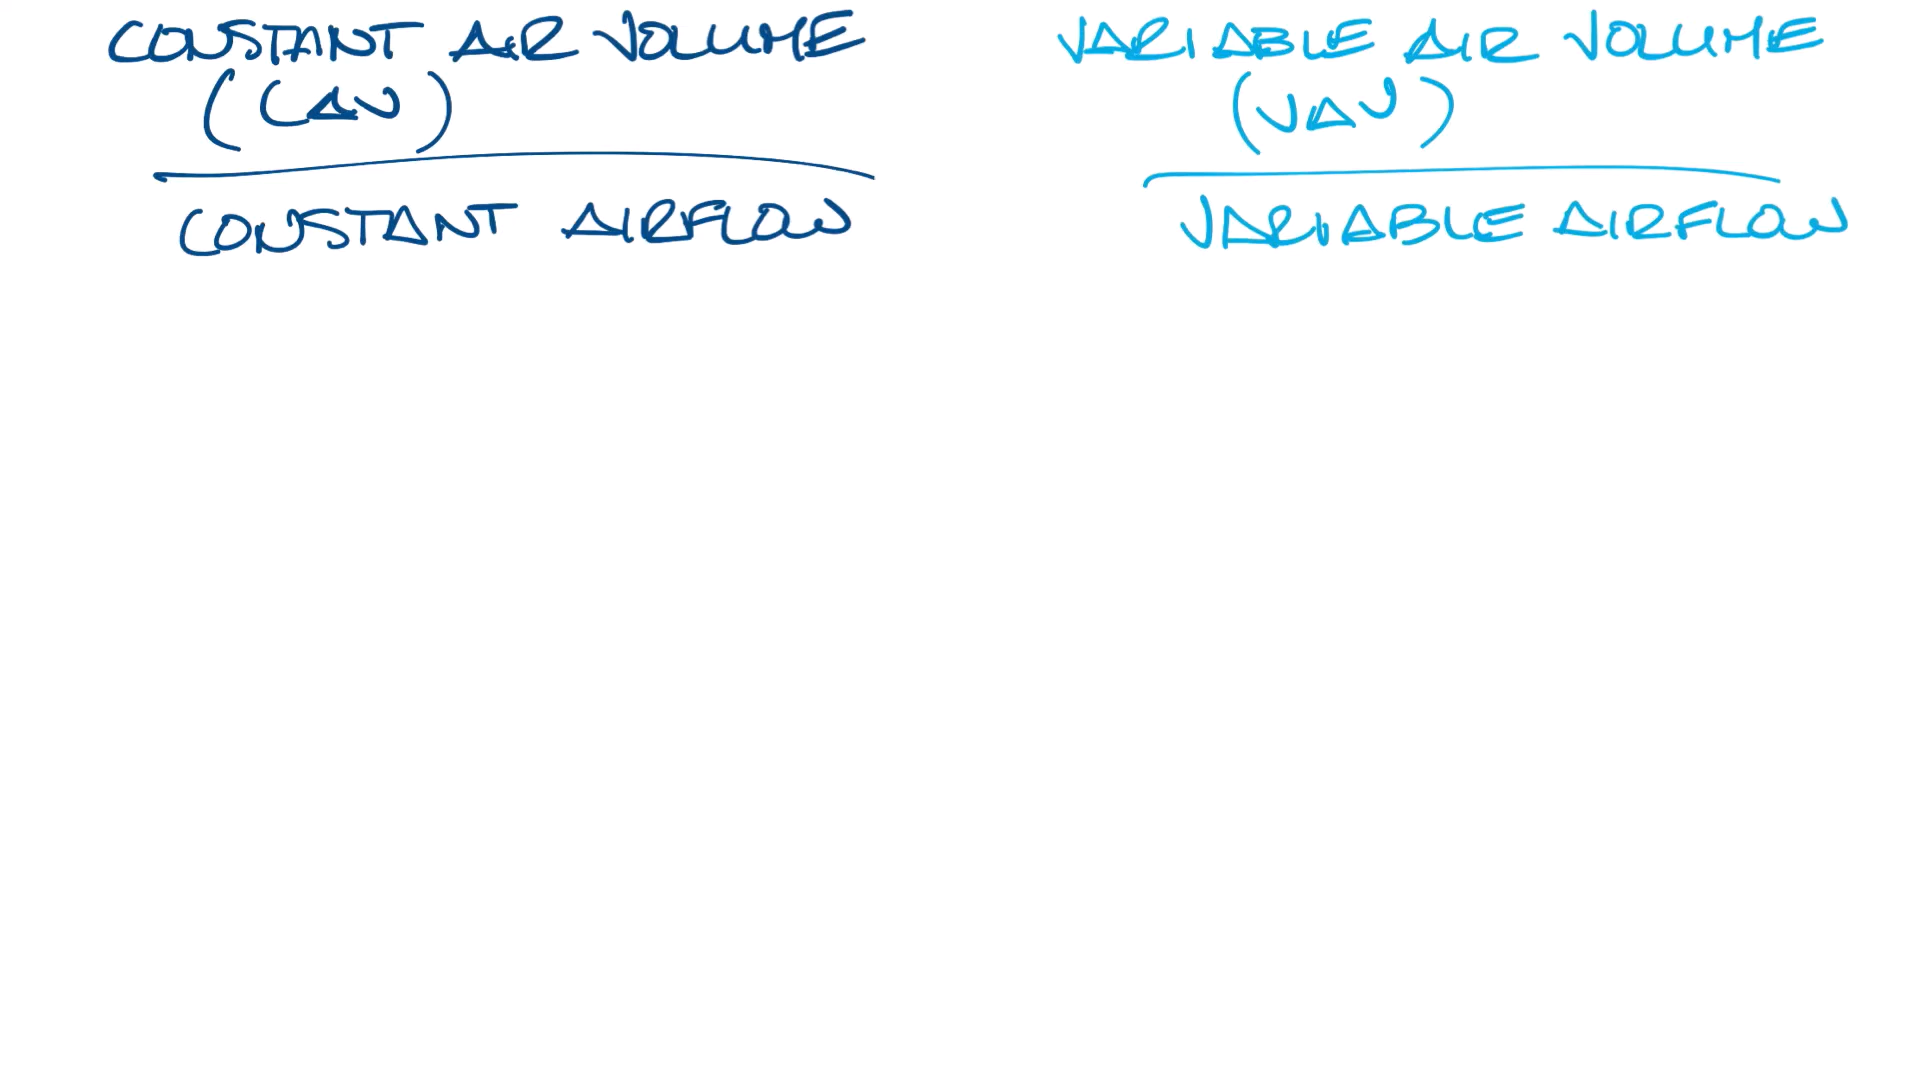 CONSTANT AIR VOLUME
(CAV)
CONSTANT AIRFLOW
VARIABLE AIR VOLUME
(VAV)
VARIABLE AIRFLOW